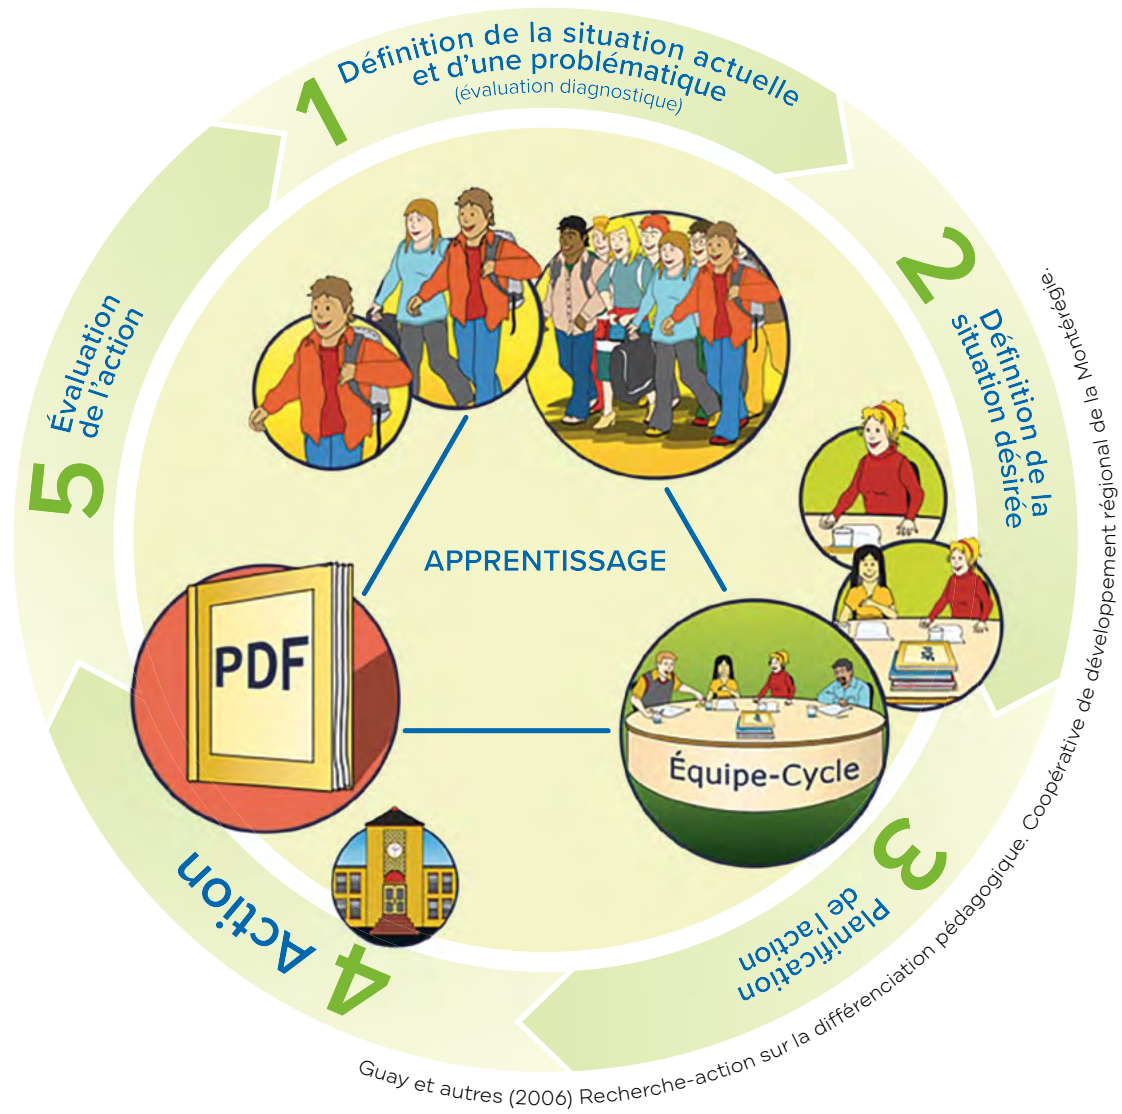 1
Définition de la situation actuelle
et d’une problématique
(évaluation diagnostique)
2
Définition de la
situation désirée
3
Planification
de l’action
4
Action
5
Évaluation
de l’action
APPRENTISSAGE
PDF
Équipe-Cycle
Guay et autres (2006) Recherche-action sur la différenciation pédagogique. Coopérative de développement régional de la Montérégie.